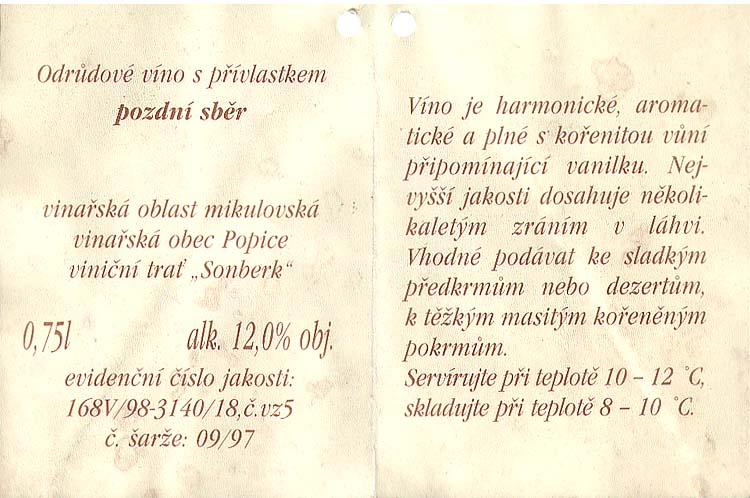 Odrůdové víno s přívlastkem
pozdní sběr
vinařská oblast mikulovská
vinařská obec Popice
viniční trať „Sonberk“
0,75l alk. 12,0% obj.
evidenční číslo jakosti:
168V/98-3140/18,č.vz5
č. šarže: 09/97
Víno je harmonické, aroma-
tické a plné s kořenitou vůní
připomínající vanilku. Nej-
vyšší jakosti dosahuje několi-
kaletým zráním v láhvi.
Vhodné podávat ke sladkým
předkrmům nebo dezertům,
k těžkým masitým kořeněným
pokrmům.
Servírujte při teplotě 10 – 12 °C,
skladujte při teplotě 8 – 10 °C.